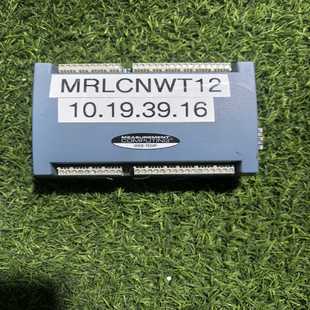 MRLCNWT12
10.19.39.16
MEASUREMENT
COMPUTING